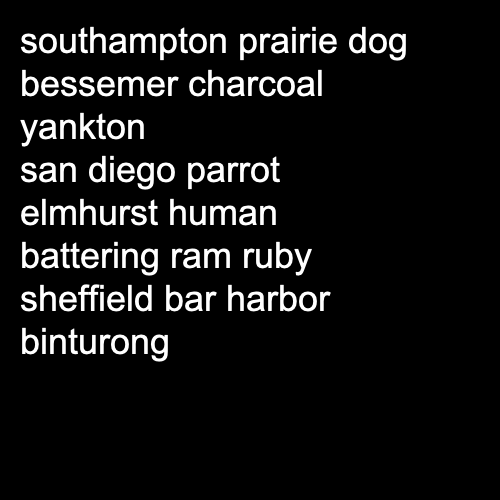 southampton prairie dog
bessemer charcoal
yankton
san diego parrot
elmhurst human
battering ram ruby
sheffield bar harbor
binturong